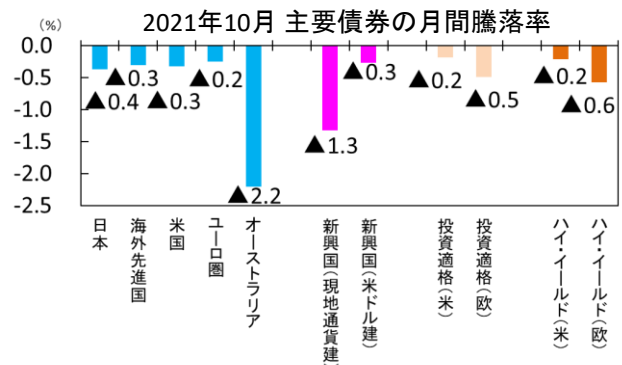 2021年10月 主要債券の月間騰落率
(%)
0.0
-0.5
-1.0
-1.5
-2.0
-2.5
▲0.4
▲0.3
▲0.3
▲0.2
▲2.2
▲1.3
▲0.3
▲0.2
▲0.5
▲0.2
▲0.6
日本
海外先進国
米国
ユーロ圏
オーストラリア
新興国(現地通貨建
新興国(米ドル建)
投資適格(米)
投資適格(欧)
ハイ・イールド(米)
ハイ・イールド(欧)